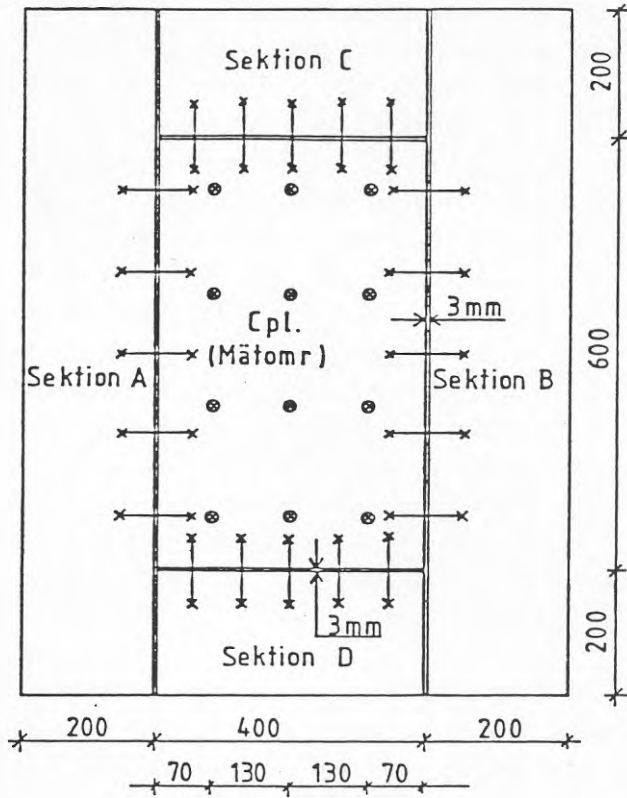 Sektion C
200
3mm
Cpl.
(Mätomr)
600
Sektion A
Sektion B
3mm
Sektion D
200
200 400 200
70 130 130 70